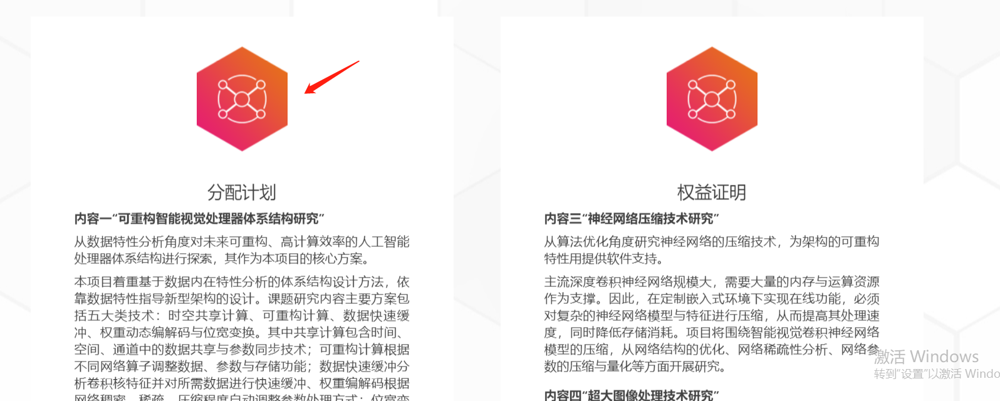 分配计划
内容一“可重构智能视觉处理器体系结构研究”
从数据特性分析角度对未来可重构、高计算效率的人工智能
处理器体系结构进行探索，其作为本项目的核心方案。
本项目着重基于数据内在特性分析的体系结构设计方法，依
靠数据特性指导新型架构的设计。课题研究内容主要方案包
括五大类技术：时空共享计算、可重构计算、数据快速缓
冲、权重动态编解码与位宽变换。其中共享计算包含时间、
空间、通道中的数据共享与参数同步技术；可重构计算根据
不同网络算子调整数据、参数与存储功能；数据快速缓冲分
析卷积核特征并对所需数据进行快速缓冲、权重编解码根据
网络稠密、稀疏、压缩程度自动调整参数处理方式；位宽变
权益证明
内容三“神经网络压缩技术研究”
从算法优化角度研究神经网络的压缩技术，为架构的可重构
特性用提供软件支持。
主流深度卷积神经网络规模大，需要大量的内存与运算资源
作为支撑。因此，在定制嵌入式环境下实现在线功能，必须
对复杂的神经网络模型与特征进行压缩，从而提高其处理速
度，同时降低存储消耗。项目将围绕智能视觉卷积神经网络
模型的压缩，从网络结构的优化、网络稀疏性分析、网络参
数的压缩与量化等方面开展研究。
内容四“超大图像处理技术研究”
激活 Windows
转到“设置”以激活 Windo